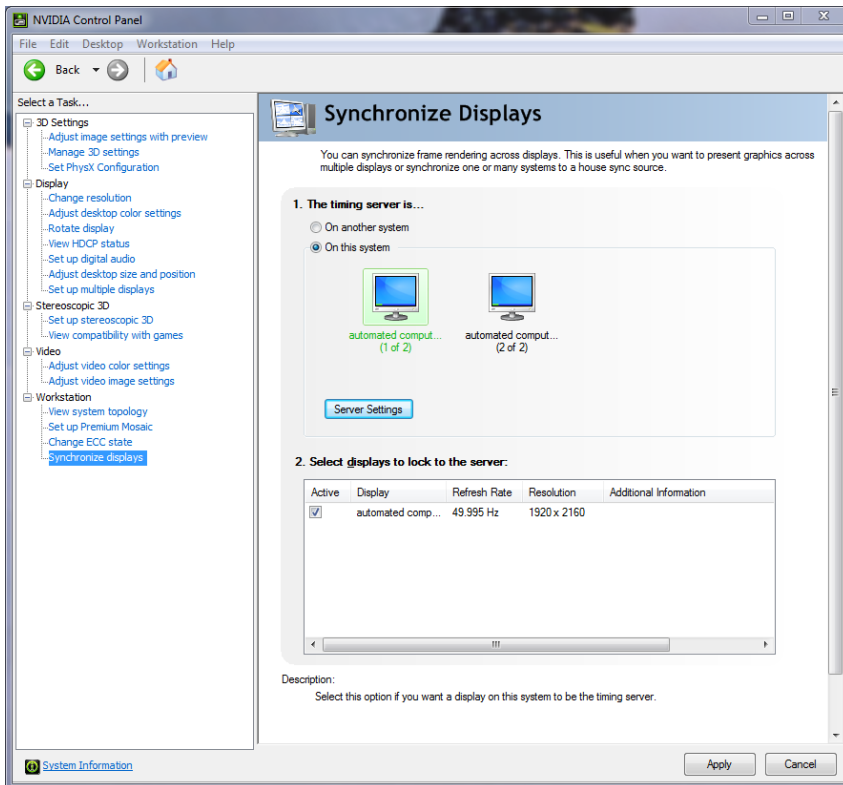 NVIDIA Control Panel
File Edit Desktop Workstation Help
Back
Select a Task...
3D Settings
Adjust image settings with preview
Manage 3D settings
Set PhysX Configuration
Display
Change resolution
Adjust desktop color settings
Rotate display
View HDCP status
Set up digital audio
Adjust desktop size and position
Set up multiple displays
Stereoscopic 3D
Set up stereoscopic 3D
View compatibility with games
Video
Adjust video color settings
Adjust video image settings
Workstation
View system topology
Set up Premium Mosaic
Change ECC state
Synchronize displays
System Information
Synchronize Displays
You can synchronize frame rendering across displays. This is useful when you want to present graphics across
multiple displays or synchronize one or many systems to a house sync source.
1. The timing server is...
On another system
On this system
automated comput... automated comput...
(1 of 2) (2 of 2)
Server Settings
2. Select displays to lock to the server:
Active Display Refresh Rate Resolution Additional Information
automated comp... 49.995 Hz 1920 x 2160
Description:
Select this option if you want a display on this system to be the timing server.
Apply Cancel